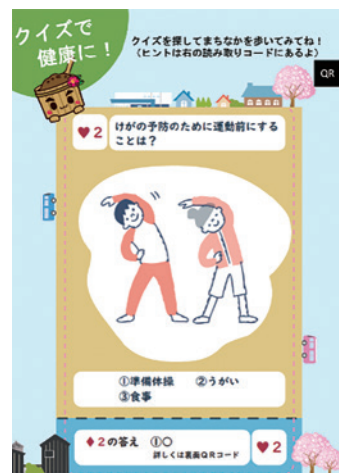 クイズで
健康に！
クイズを探してまちなかを歩いてみてね！
（ヒントは右の読み取りコードにあるよ）
QR
♥2
けがの予防のために運動前にする
ことは？
①準備体操　②うがい
③食事
♦2の答え　①○
詳しくは裏面QRコード
♥2